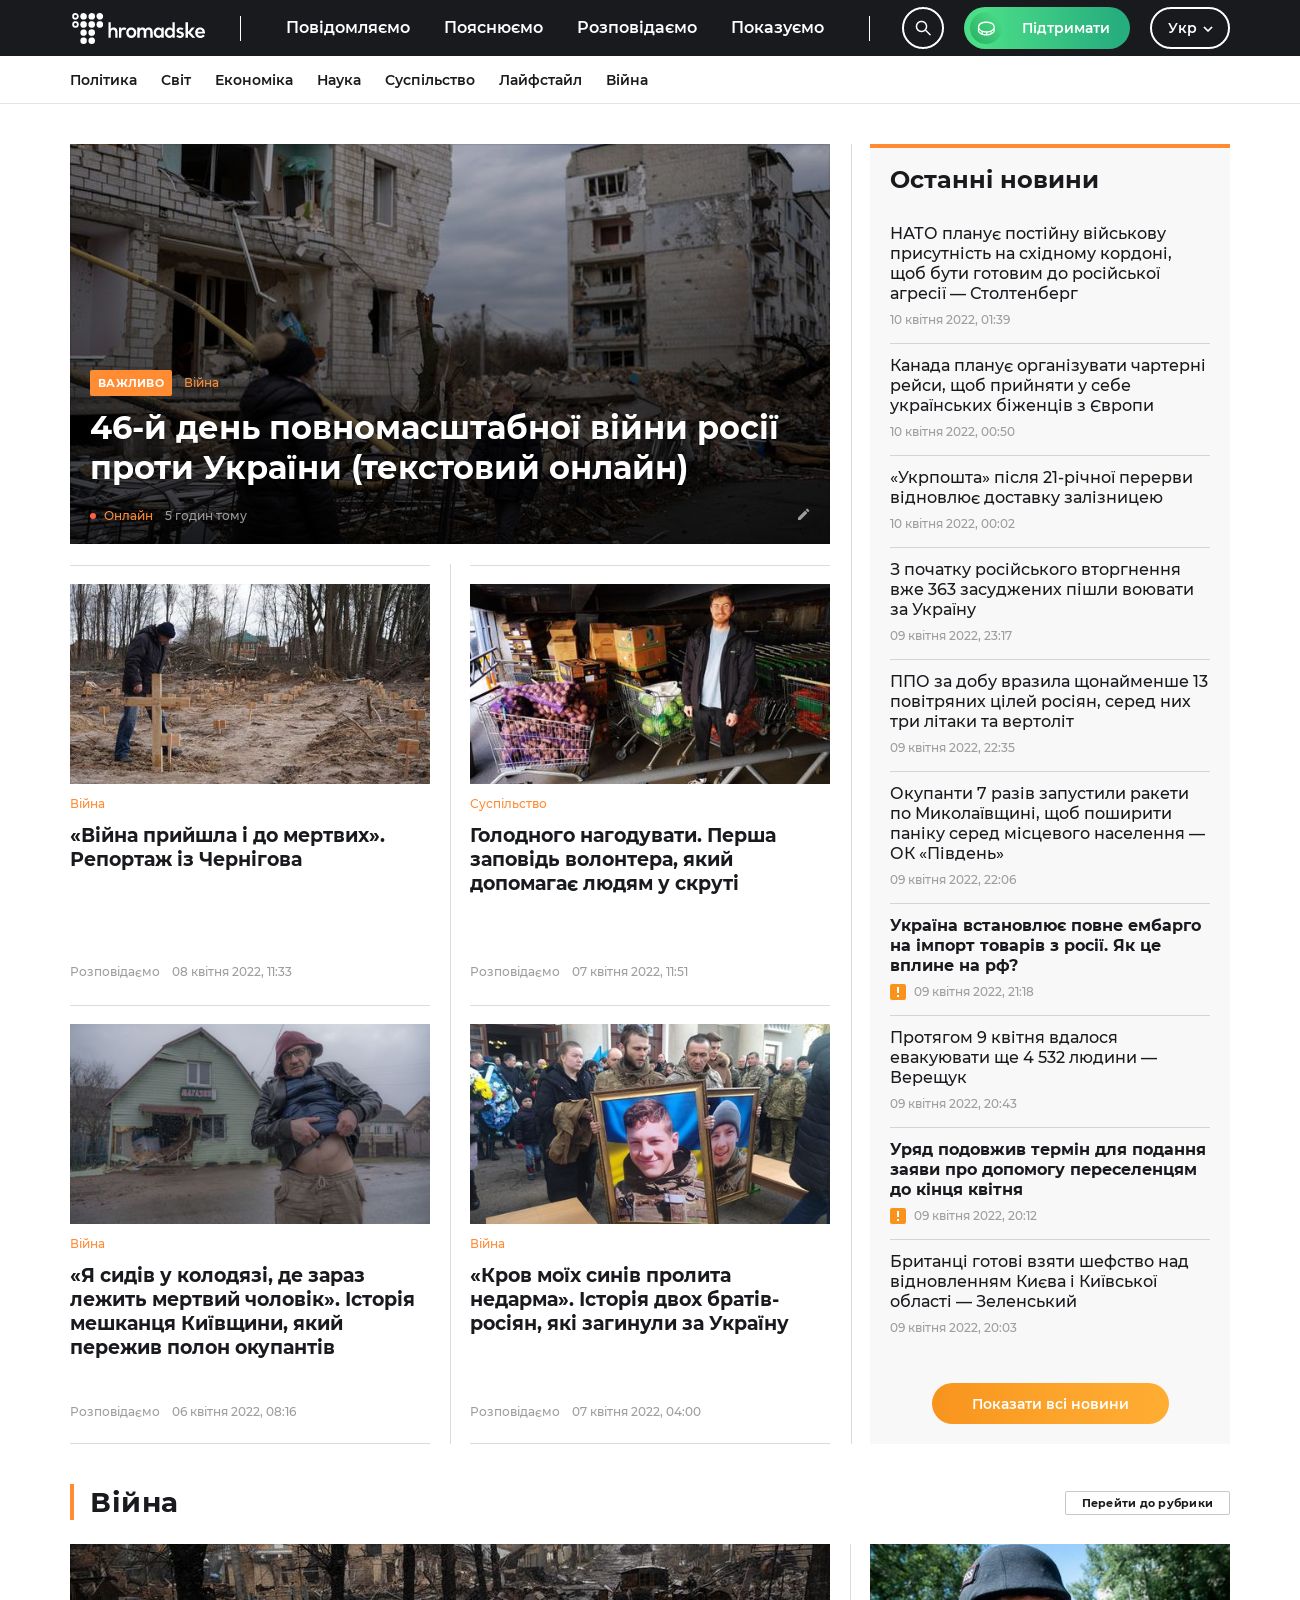 hromadske
Повідомляємо
Пояснюємо
Розповідаємо
Показуємо
Підтримати
Укр
Політика
Світ
Економіка
Наука
Суспільство
Лайфстайл
Війна
ВАЖЛИВО
Війна
46-й день повномасштабної війни росії
проти України (текстовий онлайн)
Онлайн
5 годин тому
Війна
«Війна прийшла і до мертвих».
Репортаж із Чернігова
Розповідаємо
08 квітня 2022, 11:33
Суспільство
Голодного нагодувати. Перша
заповідь волонтера, який
допомагає людям у скруті
Розповідаємо
07 квітня 2022, 11:51
МАГАЗИН
Війна
«Я сидів у колодязі, де зараз
лежить мертвий чоловік». Історія
мешканця Київщини, який
пережив полон окупантів
Розповідаємо
06 квітня 2022, 08:16
Війна
«Кров моїх синів пролита
недарма». Історія двох братів-
росіян, які загинули за Україну
Розповідаємо
07 квітня 2022, 04:00
Останні новини
НАТО планує постійну військову
присутність на східному кордоні,
щоб бути готовим до російської
агресії — Столтенберг
10 квітня 2022, 01:39
Канада планує організувати чартерні
рейси, щоб прийняти у себе
українських біженців з Європи
10 квітня 2022, 00:50
«Укрпошта» після 21-річної перерви
відновлює доставку залізницею
10 квітня 2022, 00:02
З початку російського вторгнення
вже 363 засуджених пішли воювати
за Україну
09 квітня 2022, 23:17
ППО за добу вразила щонайменше 13
повітряних цілей росіян, серед них
три літаки та вертоліт
09 квітня 2022, 22:35
Окупанти 7 разів запустили ракети
по Миколаївщині, щоб поширити
паніку серед місцевого населення —
ОК «Південь»
09 квітня 2022, 22:06
Україна встановлює повне ембарго
на імпорт товарів з росії. Як це
вплине на рф?
09 квітня 2022, 21:18
Протягом 9 квітня вдалося
евакуювати ще 4 532 людини —
Верещук
09 квітня 2022, 20:43
Уряд подовжив термін для подання
заяви про допомогу переселенцям
до кінця квітня
09 квітня 2022, 20:12
Британці готові взяти шефство над
відновленням Києва і Київської
області — Зеленський
09 квітня 2022, 20:03
Показати всі новини
Війна
Перейти до рубрики